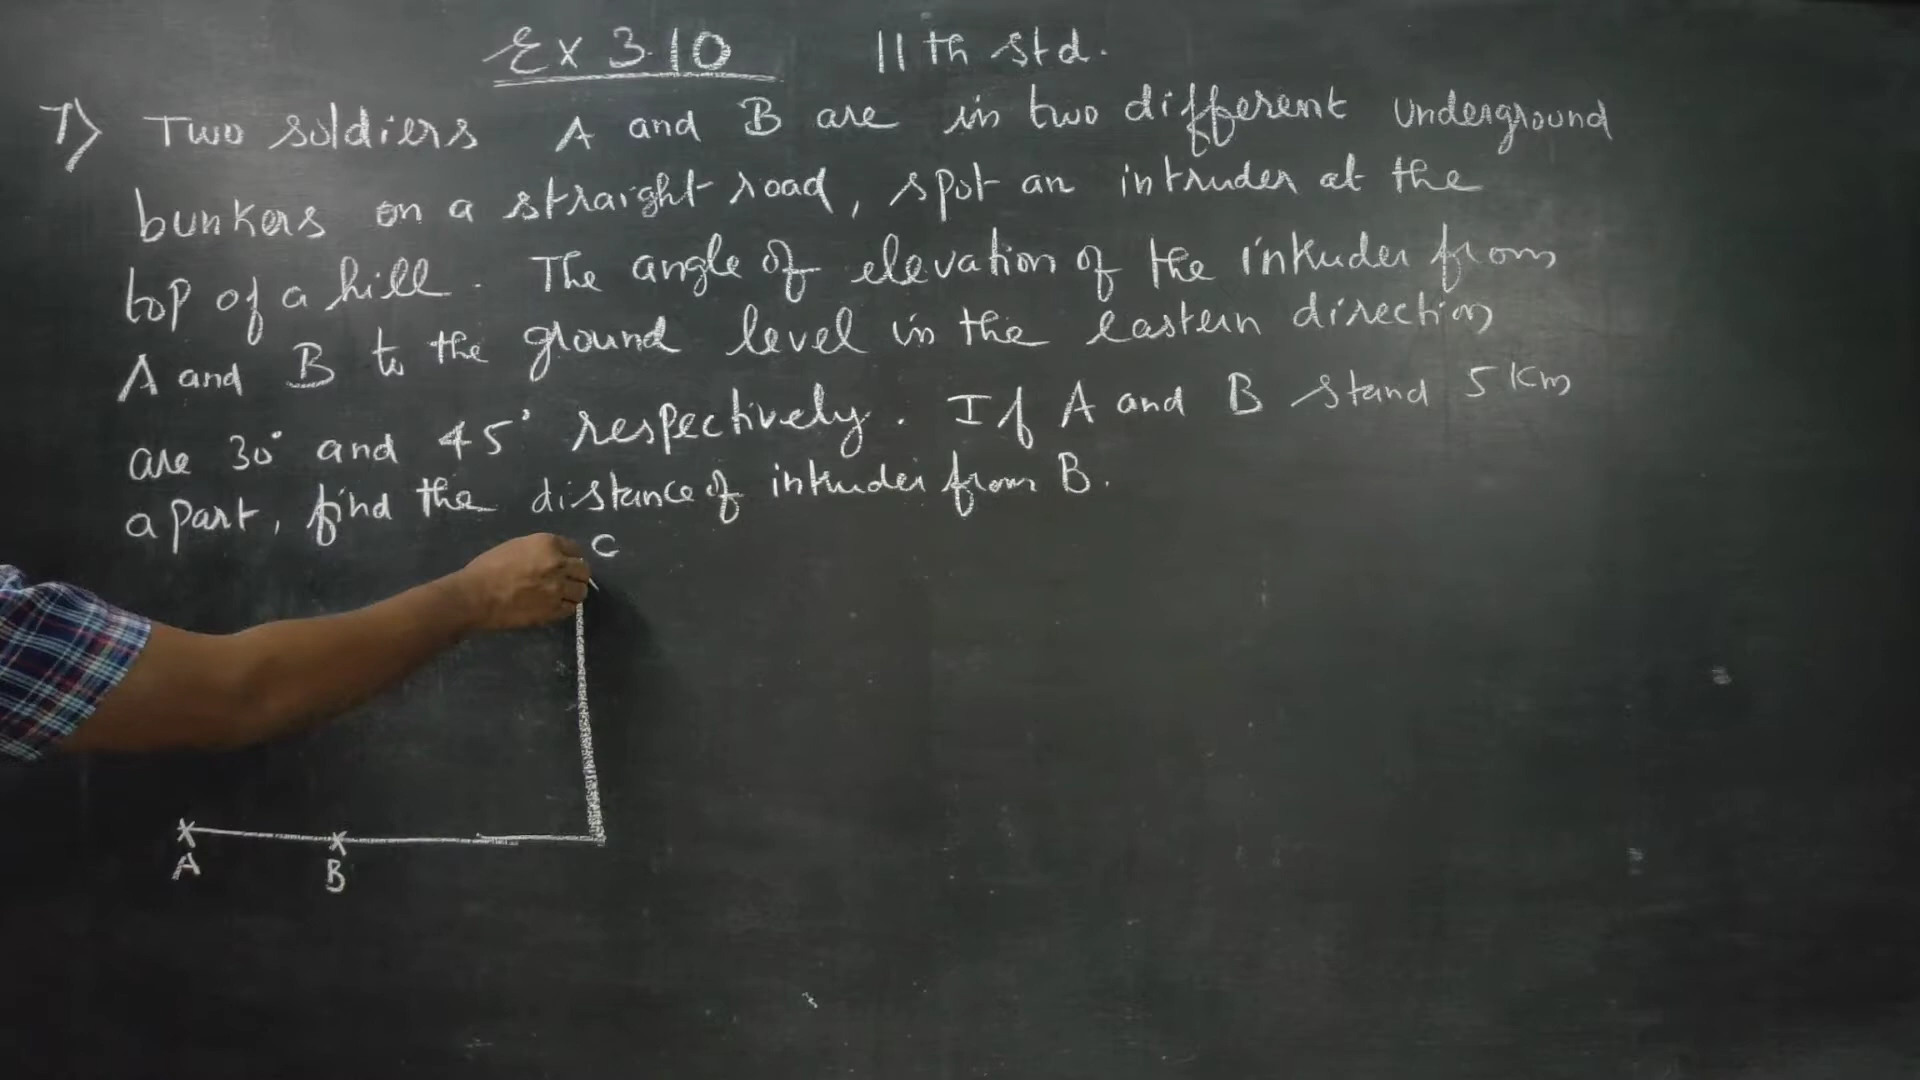 Ex 3.10 11th std.
7) Two soldiers A and B are in two different underground
bunkers on a straight road, spot an intruder at the
top of a hill. The angle of elevation of the intruder from
A and B to the ground level in the eastern direction
are 30° and 45° respectively. If A and B stand 5 Km
apart, find the distance of intruder from B.
C
A
B